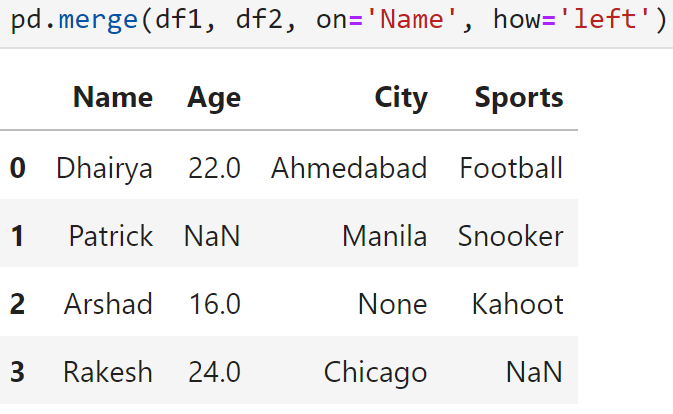 pd.merge(df1, df2, on='Name', how='left')
Name Age City Sports
0 Dhairya 22.0 Ahmedabad Football
1 Patrick NaN Manila Snooker
2 Arshad 16.0 None Kahoot
3 Rakesh 24.0 Chicago NaN